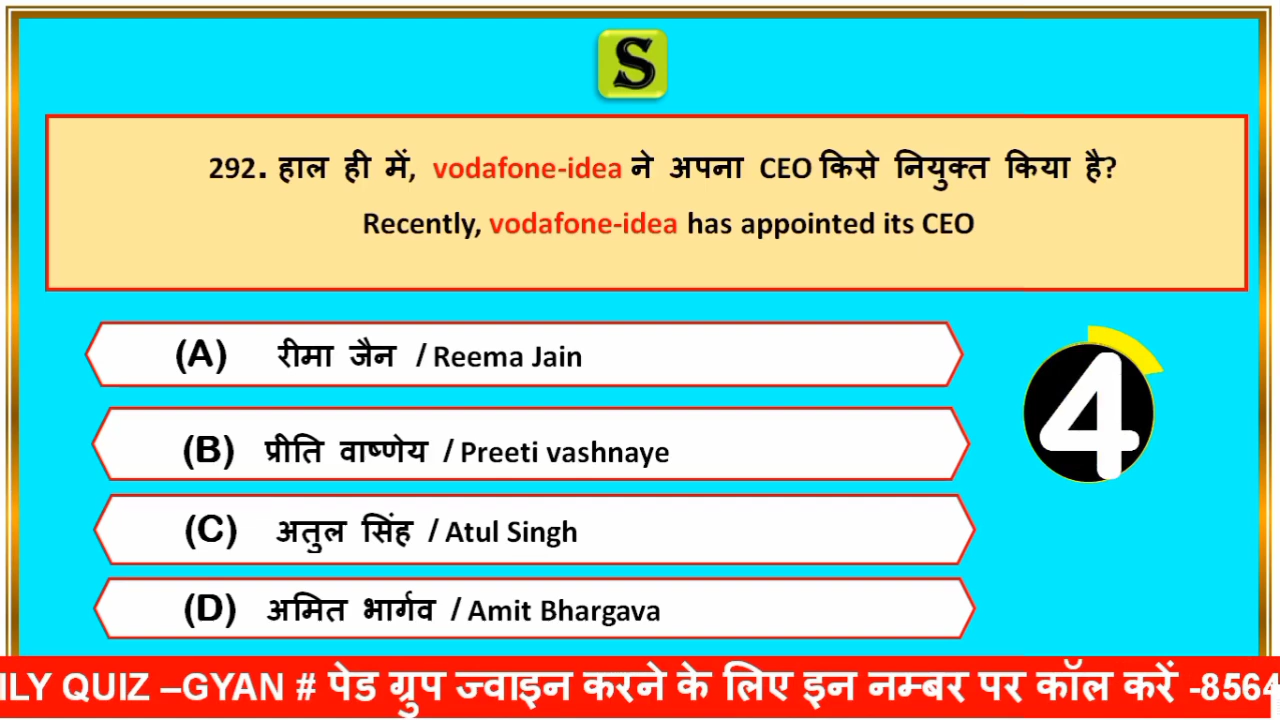 S
292. हाल ही में, vodafone-idea ने अपना CEO किसे नियुक्त किया है?
Recently, vodafone-idea has appointed its CEO
(A) रीमा जैन / Reema Jain
(B) प्रीति वाष्णेय / Preeti vashnaye
(C) अतुल सिंह / Atul Singh
(D) अमित भार्गव / Amit Bhargava
4
ILY QUIZ –GYAN # पेड ग्रुप ज्वाइन करने के लिए इन नम्बर पर कॉल करें -8564